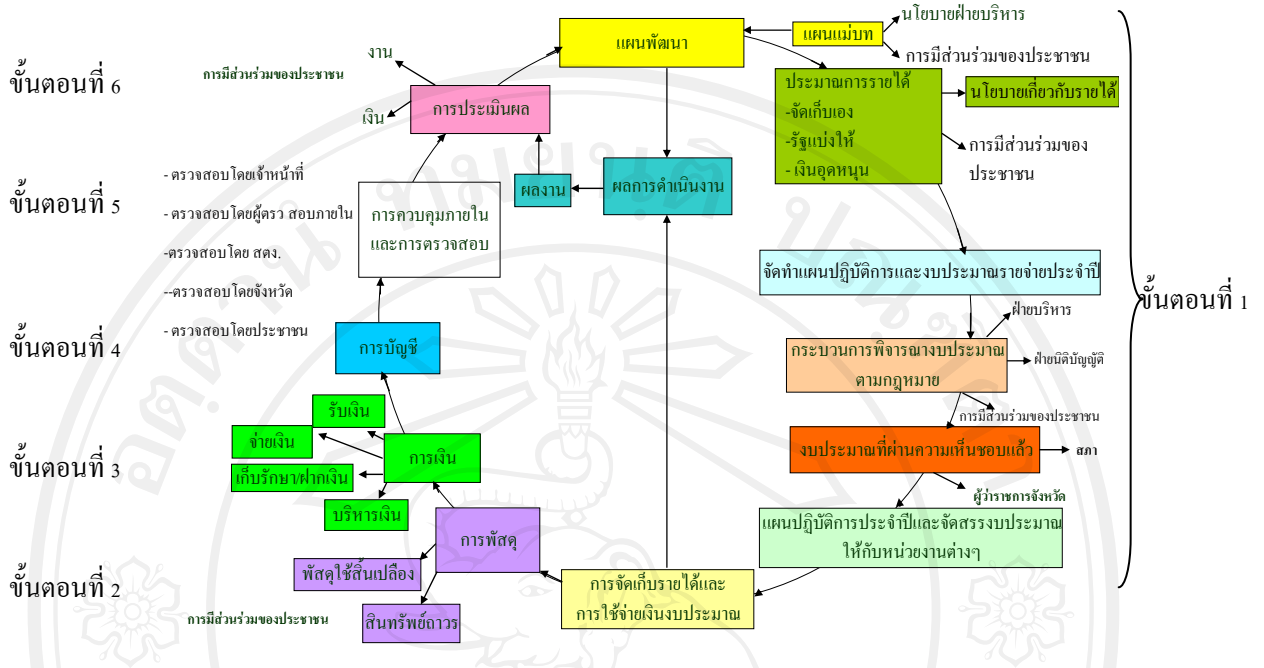 นโยบายฝ่ายบริหาร
แผนพัฒนา
แผนแม่บท
การมีส่วนร่วมของประชาชน
ขั้นตอนที่ 6
การมีส่วนร่วมของประชาชน
งาน
เงิน
การประเมินผล
ประมาณการรายได้
-จัดเก็บเอง
-รัฐแบ่งให้
- เงินอุดหนุน
นโยบายเกี่ยวกับรายได้
การมีส่วนร่วมของ
ประชาชน
ขั้นตอนที่ 5
- ตรวจสอบโดยเจ้าหน้าที่
- ตรวจสอบโดยผู้ตรว สอบภายใน
-ตรวจสอบโดย สตง.
--ตรวจสอบโดยจังหวัด
- ตรวจสอบโดยประชาชน
การควบคุมภายใน
และการตรวจสอบ
ผลงาน
ผลการดำเนินงาน
จัดทำแผนปฏิบัติการและงบประมาณรายจ่ายประจำปี
ขั้นตอนที่ 1
ขั้นตอนที่ 4
การบัญชี
ฝ่ายบริหาร
กระบวนการพิจารณางบประมาณ
ตามกฎหมาย
ฝ่ายนิติบัญญัติ
การมีส่วนร่วมของประชาชน
ขั้นตอนที่ 3
รับเงิน
จ่ายเงิน
เก็บรักษา/ฝากเงิน
บริหารเงิน
การเงิน
งบประมาณที่ผ่านความเห็นชอบแล้ว
สภา
ผู้ว่าราชการจังหวัด
แผนปฏิบัติการประจำปีและจัดสรรงบประมาณ
ให้กับหน่วยงานต่างๆ
ขั้นตอนที่ 2
การพัสดุ
พัสดุใช้สิ้นเปลือง
การมีส่วนร่วมของประชาชน
สินทรัพย์ถาวร
การจัดเก็บรายได้และ
การใช้จ่ายเงินงบประมาณ